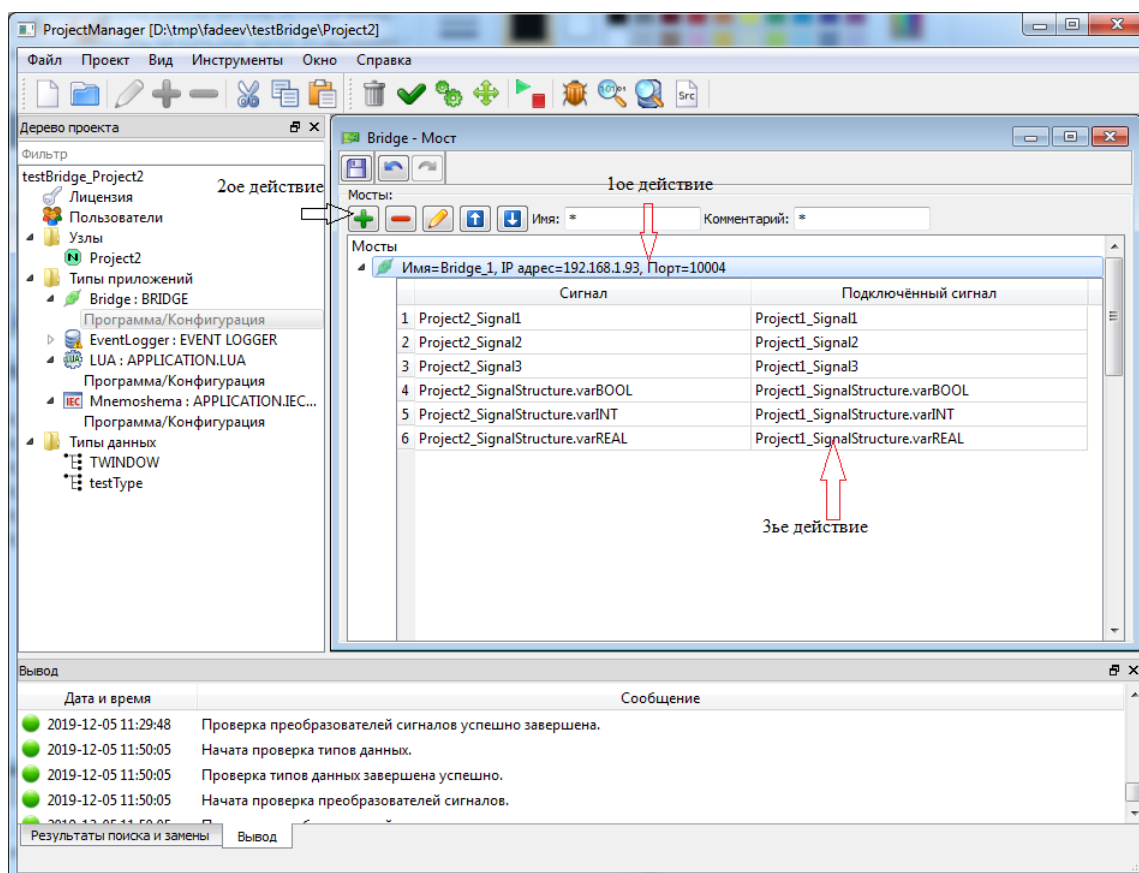 ProjectManager [D:\tmp\fadeev\testBridge\Project2]
Файл Проект Вид Инструменты Окно Справка
Src
Дерево проекта
Фильтр
testBridge_Project2
Лицензия
Пользователи
Узлы
N Project2
Типы приложений
Bridge : BRIDGE
Программа/Конфигурация
EventLogger : EVENT LOGGER
LUA LUA : APPLICATION.LUA
Программа/Конфигурация
IEC Mnemoshema : APPLICATION.IEC...
Программа/Конфигурация
Типы данных
TWINDOW
testType
2ое действие
Bridge - Мост
1ое действие
Мосты:
Имя: * Комментарий: *
Мосты
Имя=Bridge_1, IP адрес=192.168.1.93, Порт=10004
Сигнал Подключённый сигнал
1 Project2_Signal1 Project1_Signal1
2 Project2_Signal2 Project1_Signal2
3 Project2_Signal3 Project1_Signal3
4 Project2_SignalStructure.varBOOL Project1_SignalStructure.varBOOL
5 Project2_SignalStructure.varINT Project1_SignalStructure.varINT
6 Project2_SignalStructure.varREAL Project1_SignalStructure.varREAL
3ье действие
Вывод
Дата и время Сообщение
2019-12-05 11:29:48 Проверка преобразователей сигналов успешно завершена.
2019-12-05 11:50:05 Начата проверка типов данных.
2019-12-05 11:50:05 Проверка типов данных завершена успешно.
2019-12-05 11:50:05 Начата проверка преобразователей сигналов.
Результаты поиска и замены Вывод